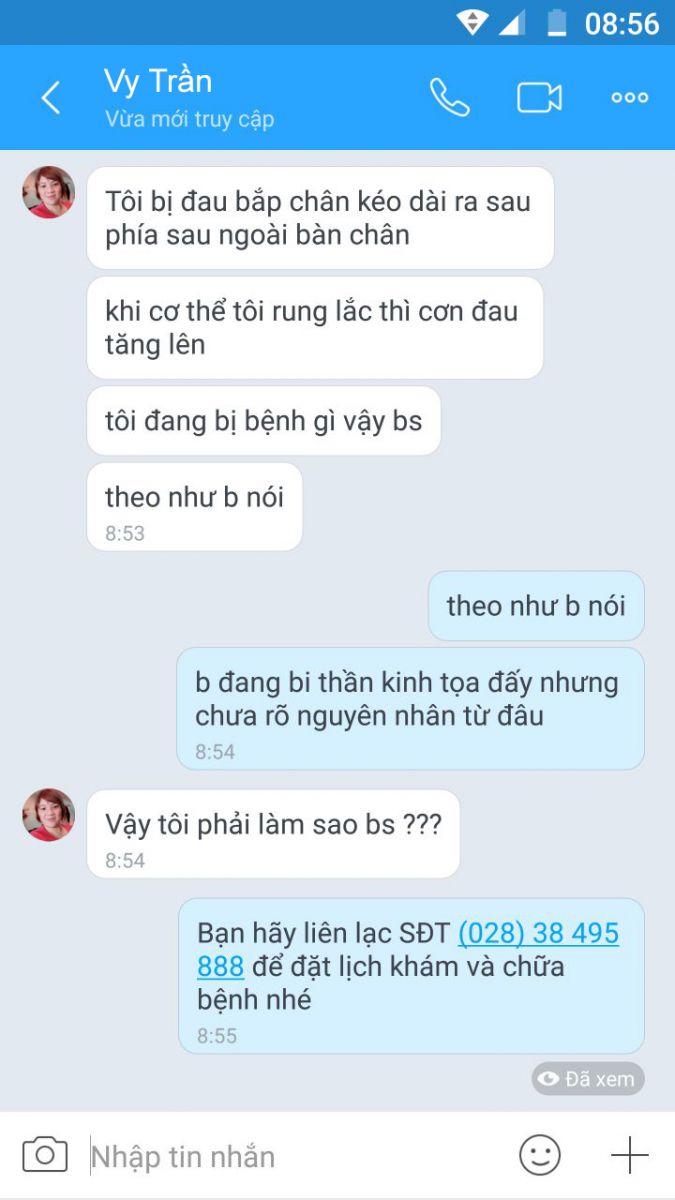 08:56
Vy Trần
Vừa mới truy cập
Tôi bị đau bắp chân kéo dài ra sau
phía sau ngoài bàn chân
khi cơ thể tôi rung lắc thì cơn đau
tăng lên
tôi đang bị bệnh gì vậy bs
theo như b nói
8:53
theo như b nói
b đang bi thần kinh tọa đấy nhưng
chưa rõ nguyên nhân từ đâu
8:54
Vậy tôi phải làm sao bs ???
8:54
Bạn hãy liên lạc SĐT (028) 38 495
888 để đặt lịch khám và chữa
bệnh nhé
8:55
Đã xem
Nhập tin nhắn